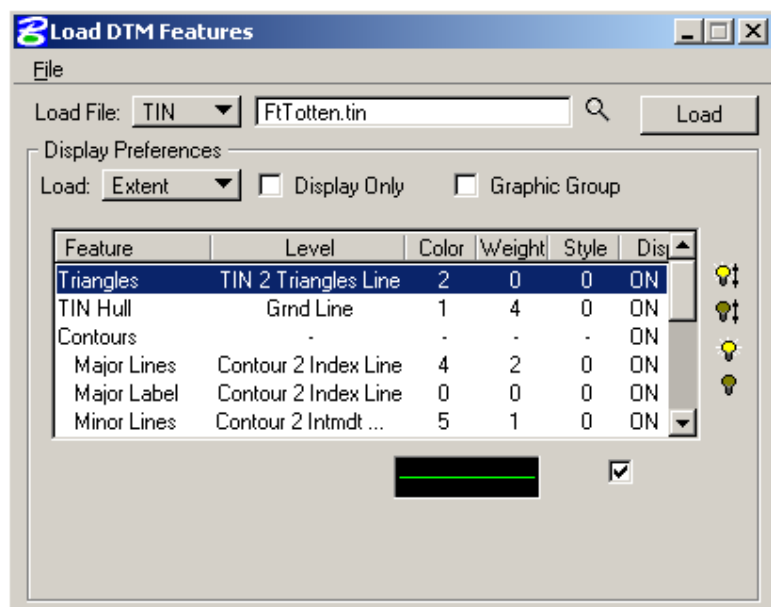 Load DTM Features
File
Load File: TIN FtTotten.tin Load
Display Preferences
Load: Extent Display Only Graphic Group
Feature Level Color Weight Style Disp
Triangles TIN 2 Triangles Line 2 0 0 ON
TIN Hull Grnd Line 1 4 0 ON
Contours - - - - ON
Major Lines Contour 2 Index Line 4 2 0 ON
Major Label Contour 2 Index Line 0 0 0 ON
Minor Lines Contour 2 Intmdt ... 5 1 0 ON